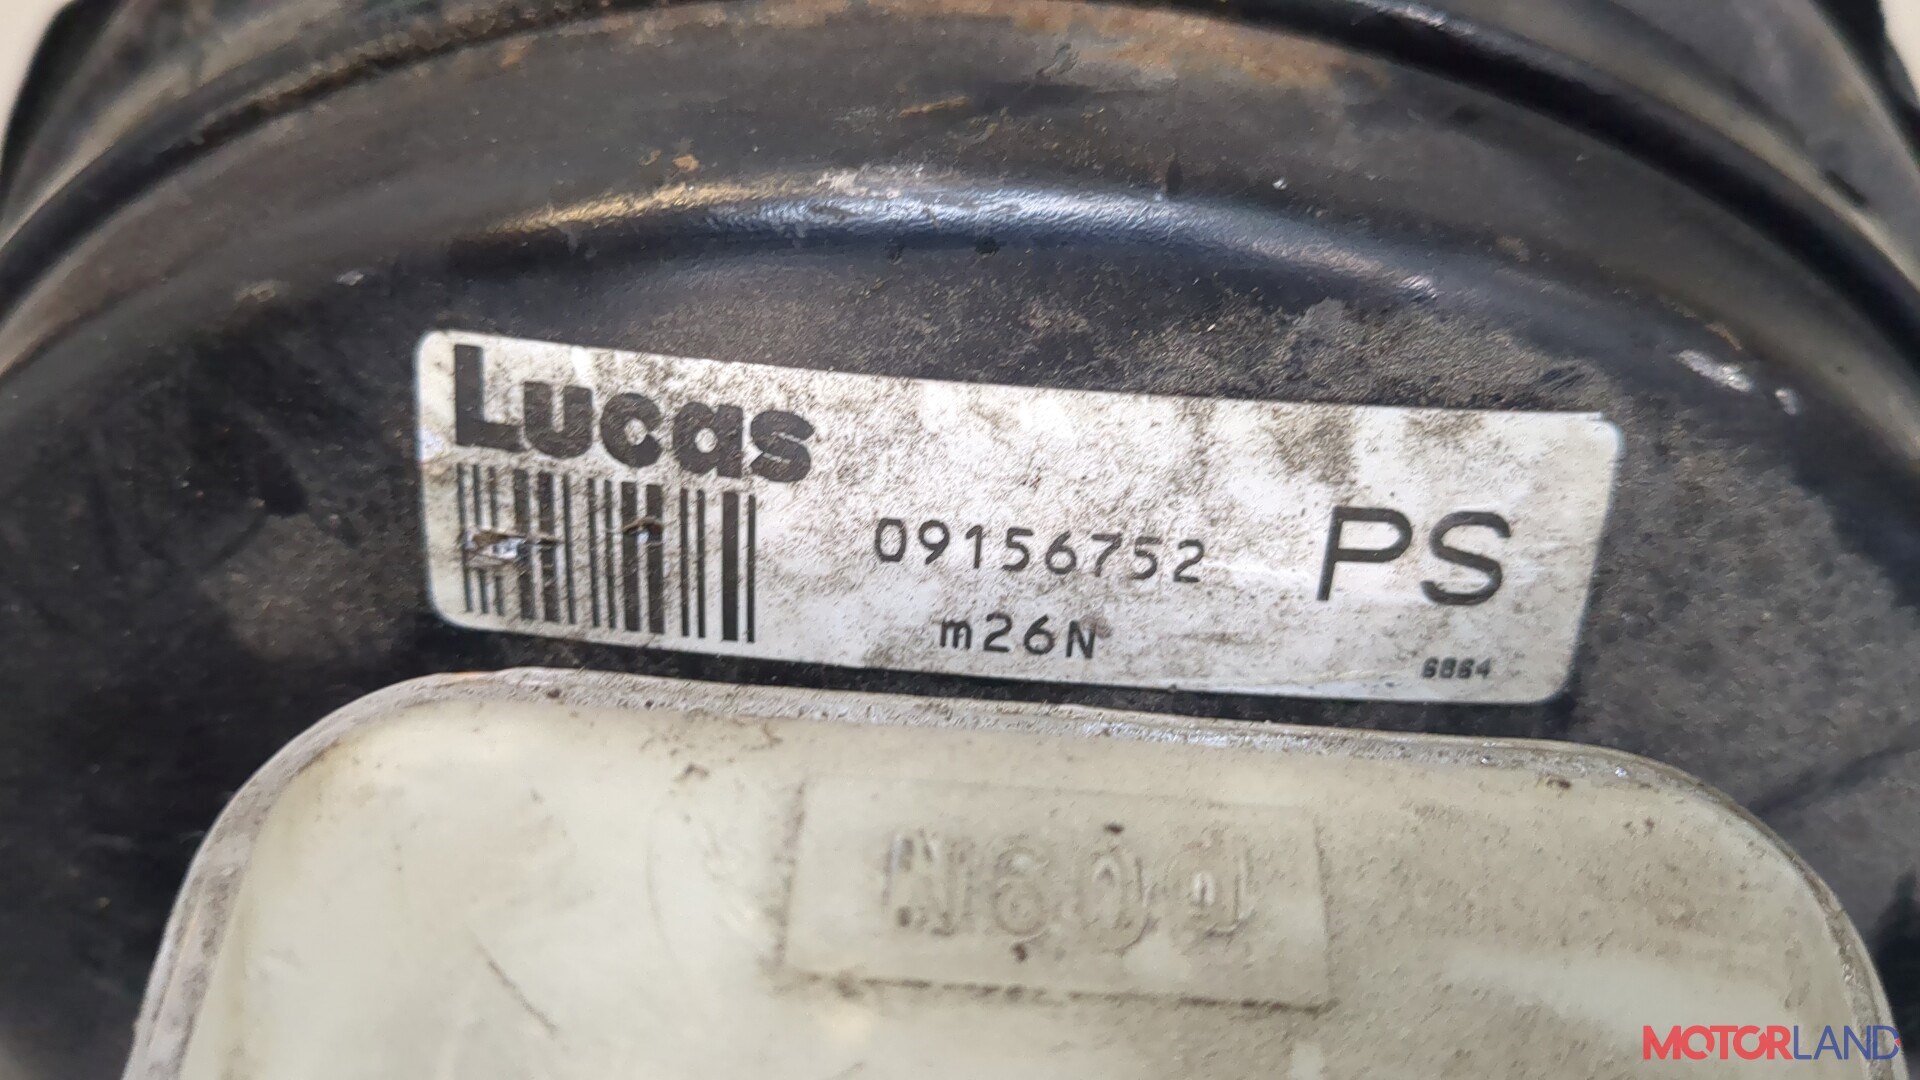 Lucas
09156752
PS
m26N
6864
MOTORLAND